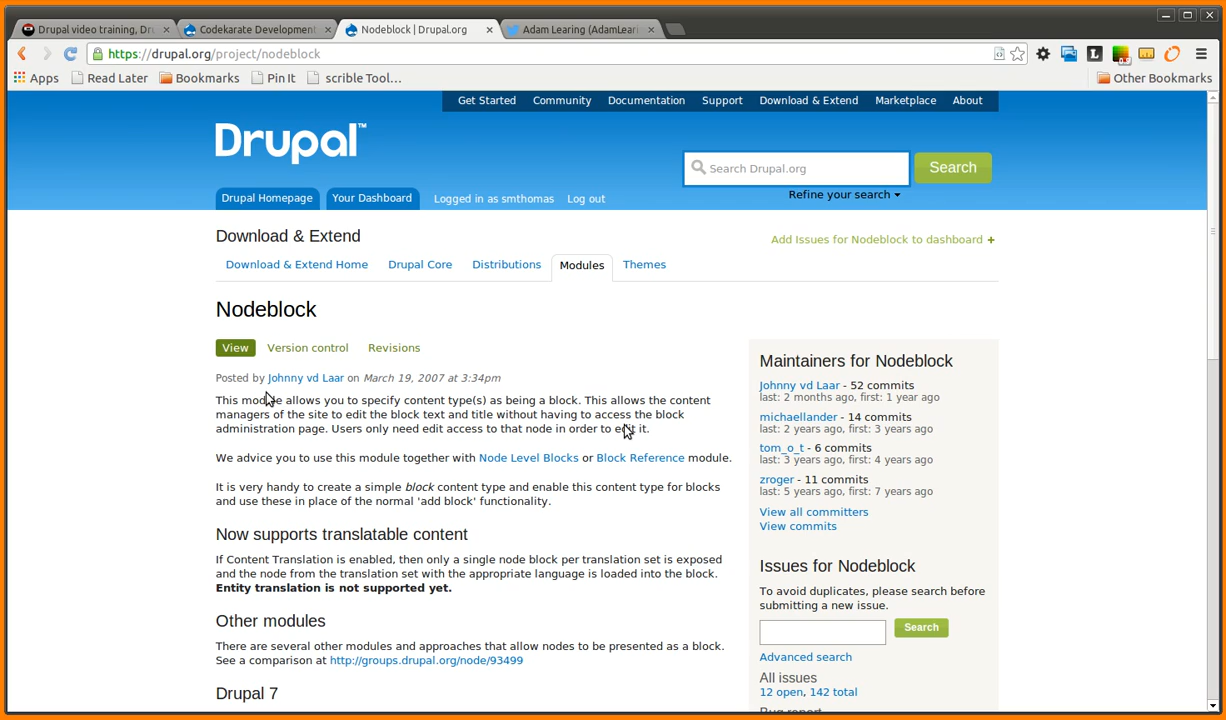 Drupal video training, Dru
Codekarate Development
Nodeblock | Drupal.org
Adam Learing (AdamLeari
https://drupal.org/project/nodeblock
Apps
Read Later
Bookmarks
Pin It
scrible Tool...
Other Bookmarks
Get Started
Community
Documentation
Support
Download & Extend
Marketplace
About
Drupal™
Search Drupal.org
Search
Refine your search
Drupal Homepage
Your Dashboard
Logged in as smthomas
Log out
Download & Extend
Add Issues for Nodeblock to dashboard +
Download & Extend Home
Drupal Core
Distributions
Modules
Themes
Nodeblock
View
Version control
Revisions
Posted by Johnny vd Laar on March 19, 2007 at 3:34pm
This module allows you to specify content type(s) as being a block. This allows the content
managers of the site to edit the block text and title without having to access the block
administration page. Users only need edit access to that node in order to edit it.
We advice you to use this module together with Node Level Blocks or Block Reference module.
It is very handy to create a simple block content type and enable this content type for blocks
and use these in place of the normal 'add block' functionality.
Now supports translatable content
If Content Translation is enabled, then only a single node block per translation set is exposed
and the node from the translation set with the appropriate language is loaded into the block.
Entity translation is not supported yet.
Other modules
There are several other modules and approaches that allow nodes to be presented as a block.
See a comparison at http://groups.drupal.org/node/93499
Drupal 7
Maintainers for Nodeblock
Johnny vd Laar - 52 commits
last: 2 months ago, first: 1 year ago
michaellander - 14 commits
last: 2 years ago, first: 3 years ago
tom_o_t - 6 commits
last: 3 years ago, first: 4 years ago
zroger - 11 commits
last: 5 years ago, first: 7 years ago
View all committers
View commits
Issues for Nodeblock
To avoid duplicates, please search before
submitting a new issue.
Search
Advanced search
All issues
12 open, 142 total
Bug report